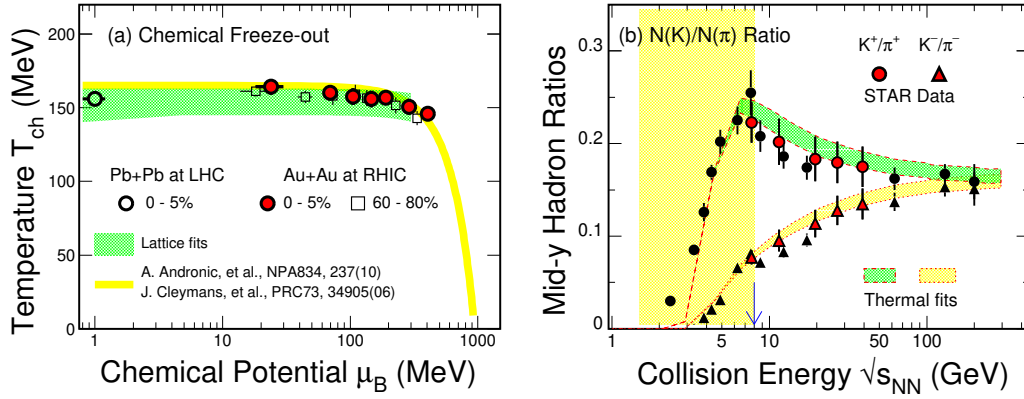 (a) Chemical Freeze-out
Temperature T_ch (MeV)
200
150
100
50
0
Pb+Pb at LHC
Au+Au at RHIC
0 - 5%
0 - 5%
60 - 80%
Lattice fits
A. Andronic, et al., NPA834, 237(10)
J. Cleymans, et al., PRC73, 34905(06)
1
10
100
1000
Chemical Potential μ_B (MeV)
(b) N(K)/N(π) Ratio
Mid-y Hadron Ratios
0.3
0.2
0.1
0
K⁺/π⁺
K⁻/π⁻
STAR Data
Thermal fits
1
2
5
10
20
50
100
200
Collision Energy √s_NN (GeV)